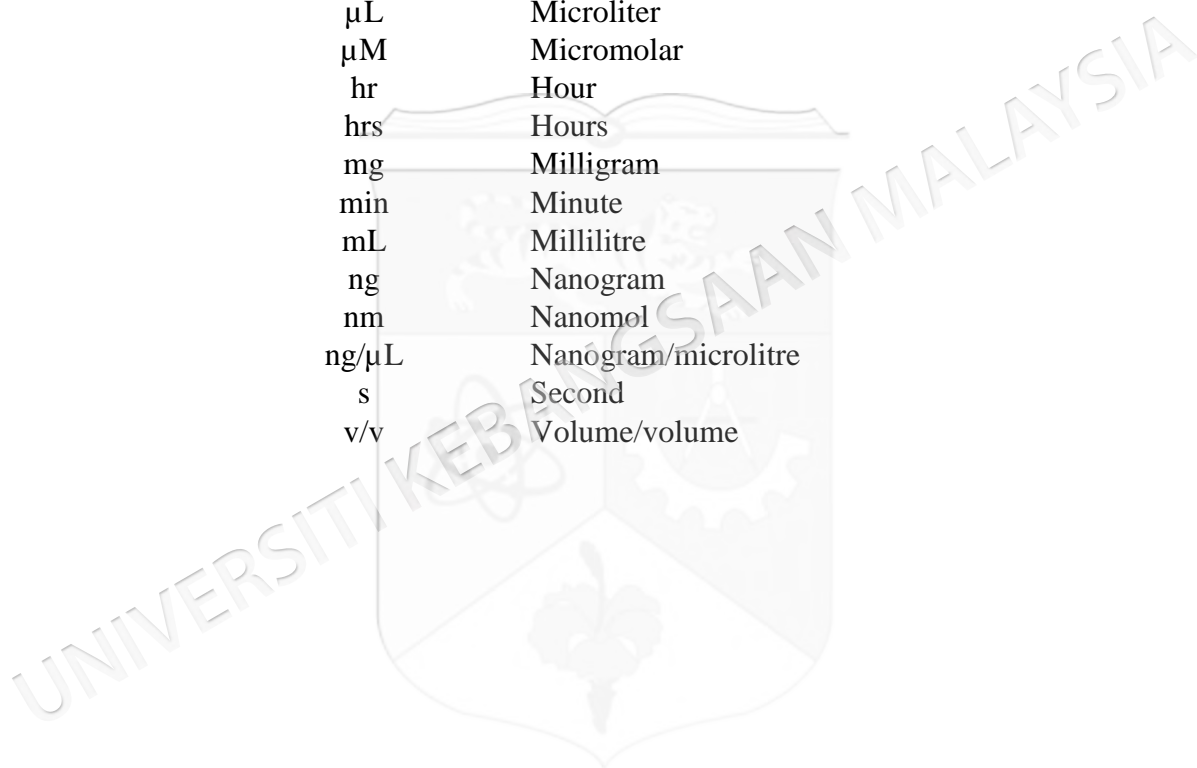 µL Microliter
µM Micromolar
hr Hour
hrs Hours
mg Milligram
min Minute
mL Millilitre
ng Nanogram
nm Nanomol
ng/µL Nanogram/microlitre
s Second
v/v Volume/volume
UNIVERSITI KEBANGSAAN MALAYSIA